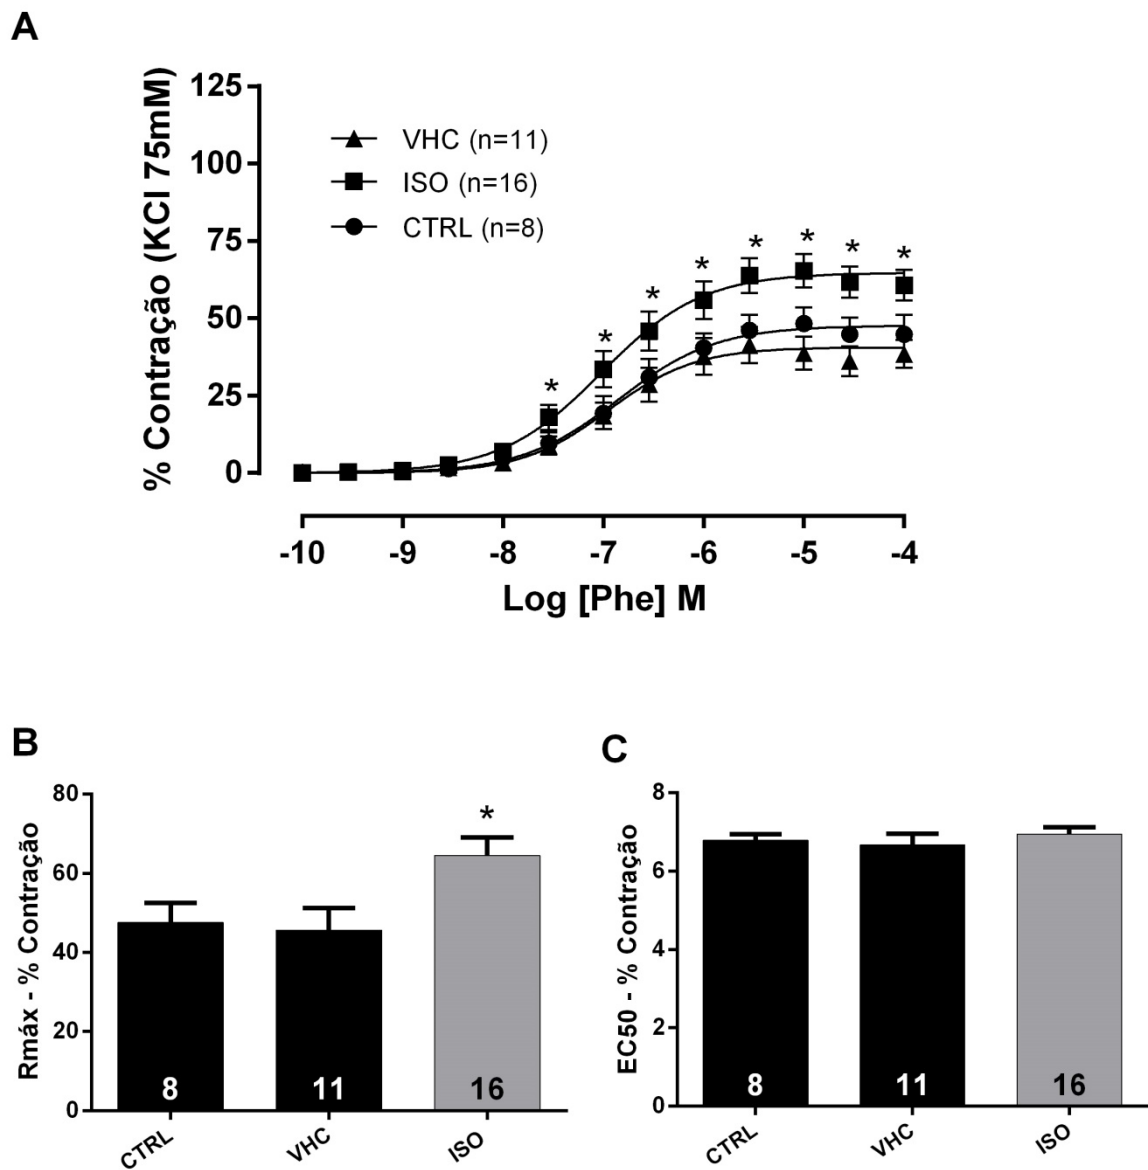 A
% Contração (KCl 75mM)
125
100
75
50
25
0
VHC (n=11)
ISO (n=16)
CTRL (n=8)
* * * * * * * *
-10 -9 -8 -7 -6 -5 -4
Log [Phe] M
B
Rmáx - % Contração
80
60
40
20
0
*
8 11 16
CTRL VHC ISO
C
EC50 - % Contração
8
6
4
2
0
8 11 16
CTRL VHC ISO